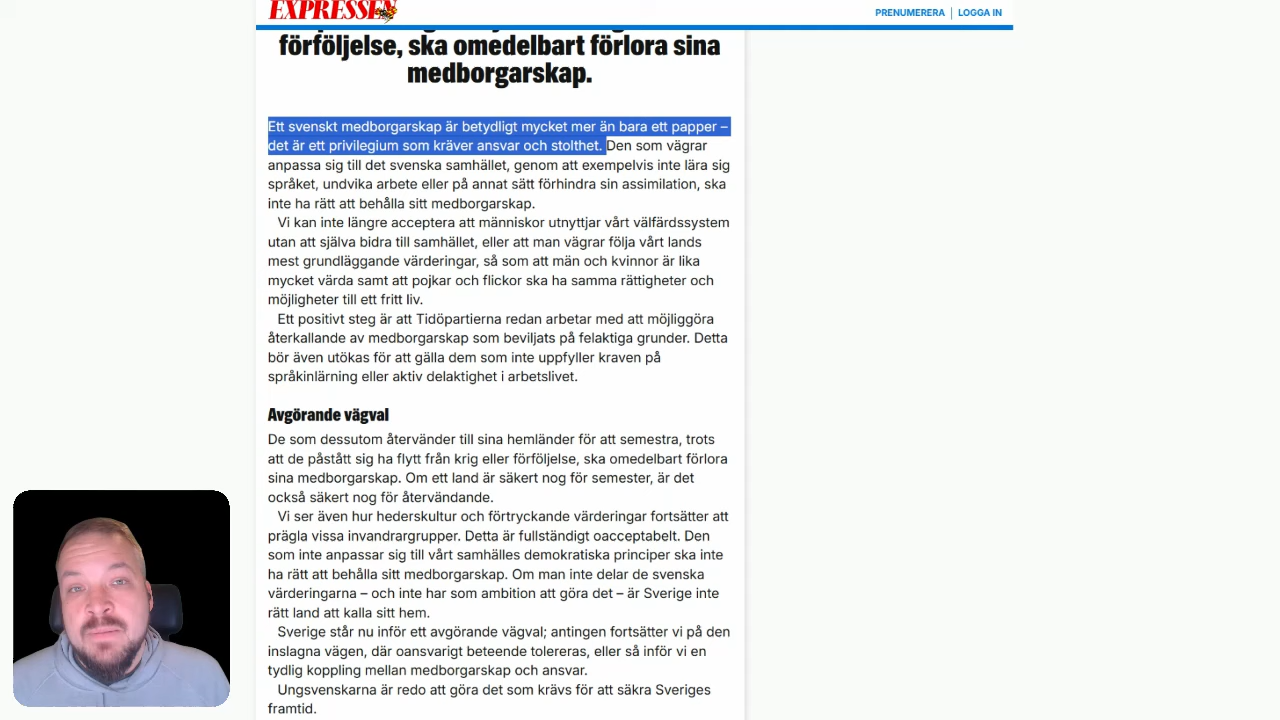 EXPRESSEN
PRENUMERERA | LOGGA IN
förföljelse, ska omedelbart förlora sina
medborgarskap.
Ett svenskt medborgarskap är betydligt mycket mer än bara ett papper –
det är ett privilegium som kräver ansvar och stolthet. Den som vägrar
anpassa sig till det svenska samhället, genom att exempelvis inte lära sig
språket, undvika arbete eller på annat sätt förhindra sin assimilation, ska
inte ha rätt att behålla sitt medborgarskap.
Vi kan inte längre acceptera att människor utnyttjar vårt välfärdssystem
utan att själva bidra till samhället, eller att man vägrar följa vårt lands
mest grundläggande värderingar, så som att män och kvinnor är lika
mycket värda samt att pojkar och flickor ska ha samma rättigheter och
möjligheter till ett fritt liv.
Ett positivt steg är att Tidöpartierna redan arbetar med att möjliggöra
återkallande av medborgarskap som beviljats på felaktiga grunder. Detta
bör även utökas för att gälla dem som inte uppfyller kraven på
språkinlärning eller aktiv delaktighet i arbetslivet.
Avgörande vägval
De som dessutom återvänder till sina hemländer för att semestra, trots
att de påstått sig ha flytt från krig eller förföljelse, ska omedelbart förlora
sina medborgarskap. Om ett land är säkert nog för semester, är det
också säkert nog för återvändande.
Vi ser även hur hederskultur och förtryckande värderingar fortsätter att
prägla vissa invandrargrupper. Detta är fullständigt oacceptabelt. Den
som inte anpassar sig till vårt samhälles demokratiska principer ska inte
ha rätt att behålla sitt medborgarskap. Om man inte delar de svenska
värderingarna – och inte har som ambition att göra det – är Sverige inte
rätt land att kalla sitt hem.
Sverige står nu inför ett avgörande vägval; antingen fortsätter vi på den
inslagna vägen, där oansvarigt beteende tolereras, eller så inför vi en
tydlig koppling mellan medborgarskap och ansvar.
Ungsvenskarna är redo att göra det som krävs för att säkra Sveriges
framtid.